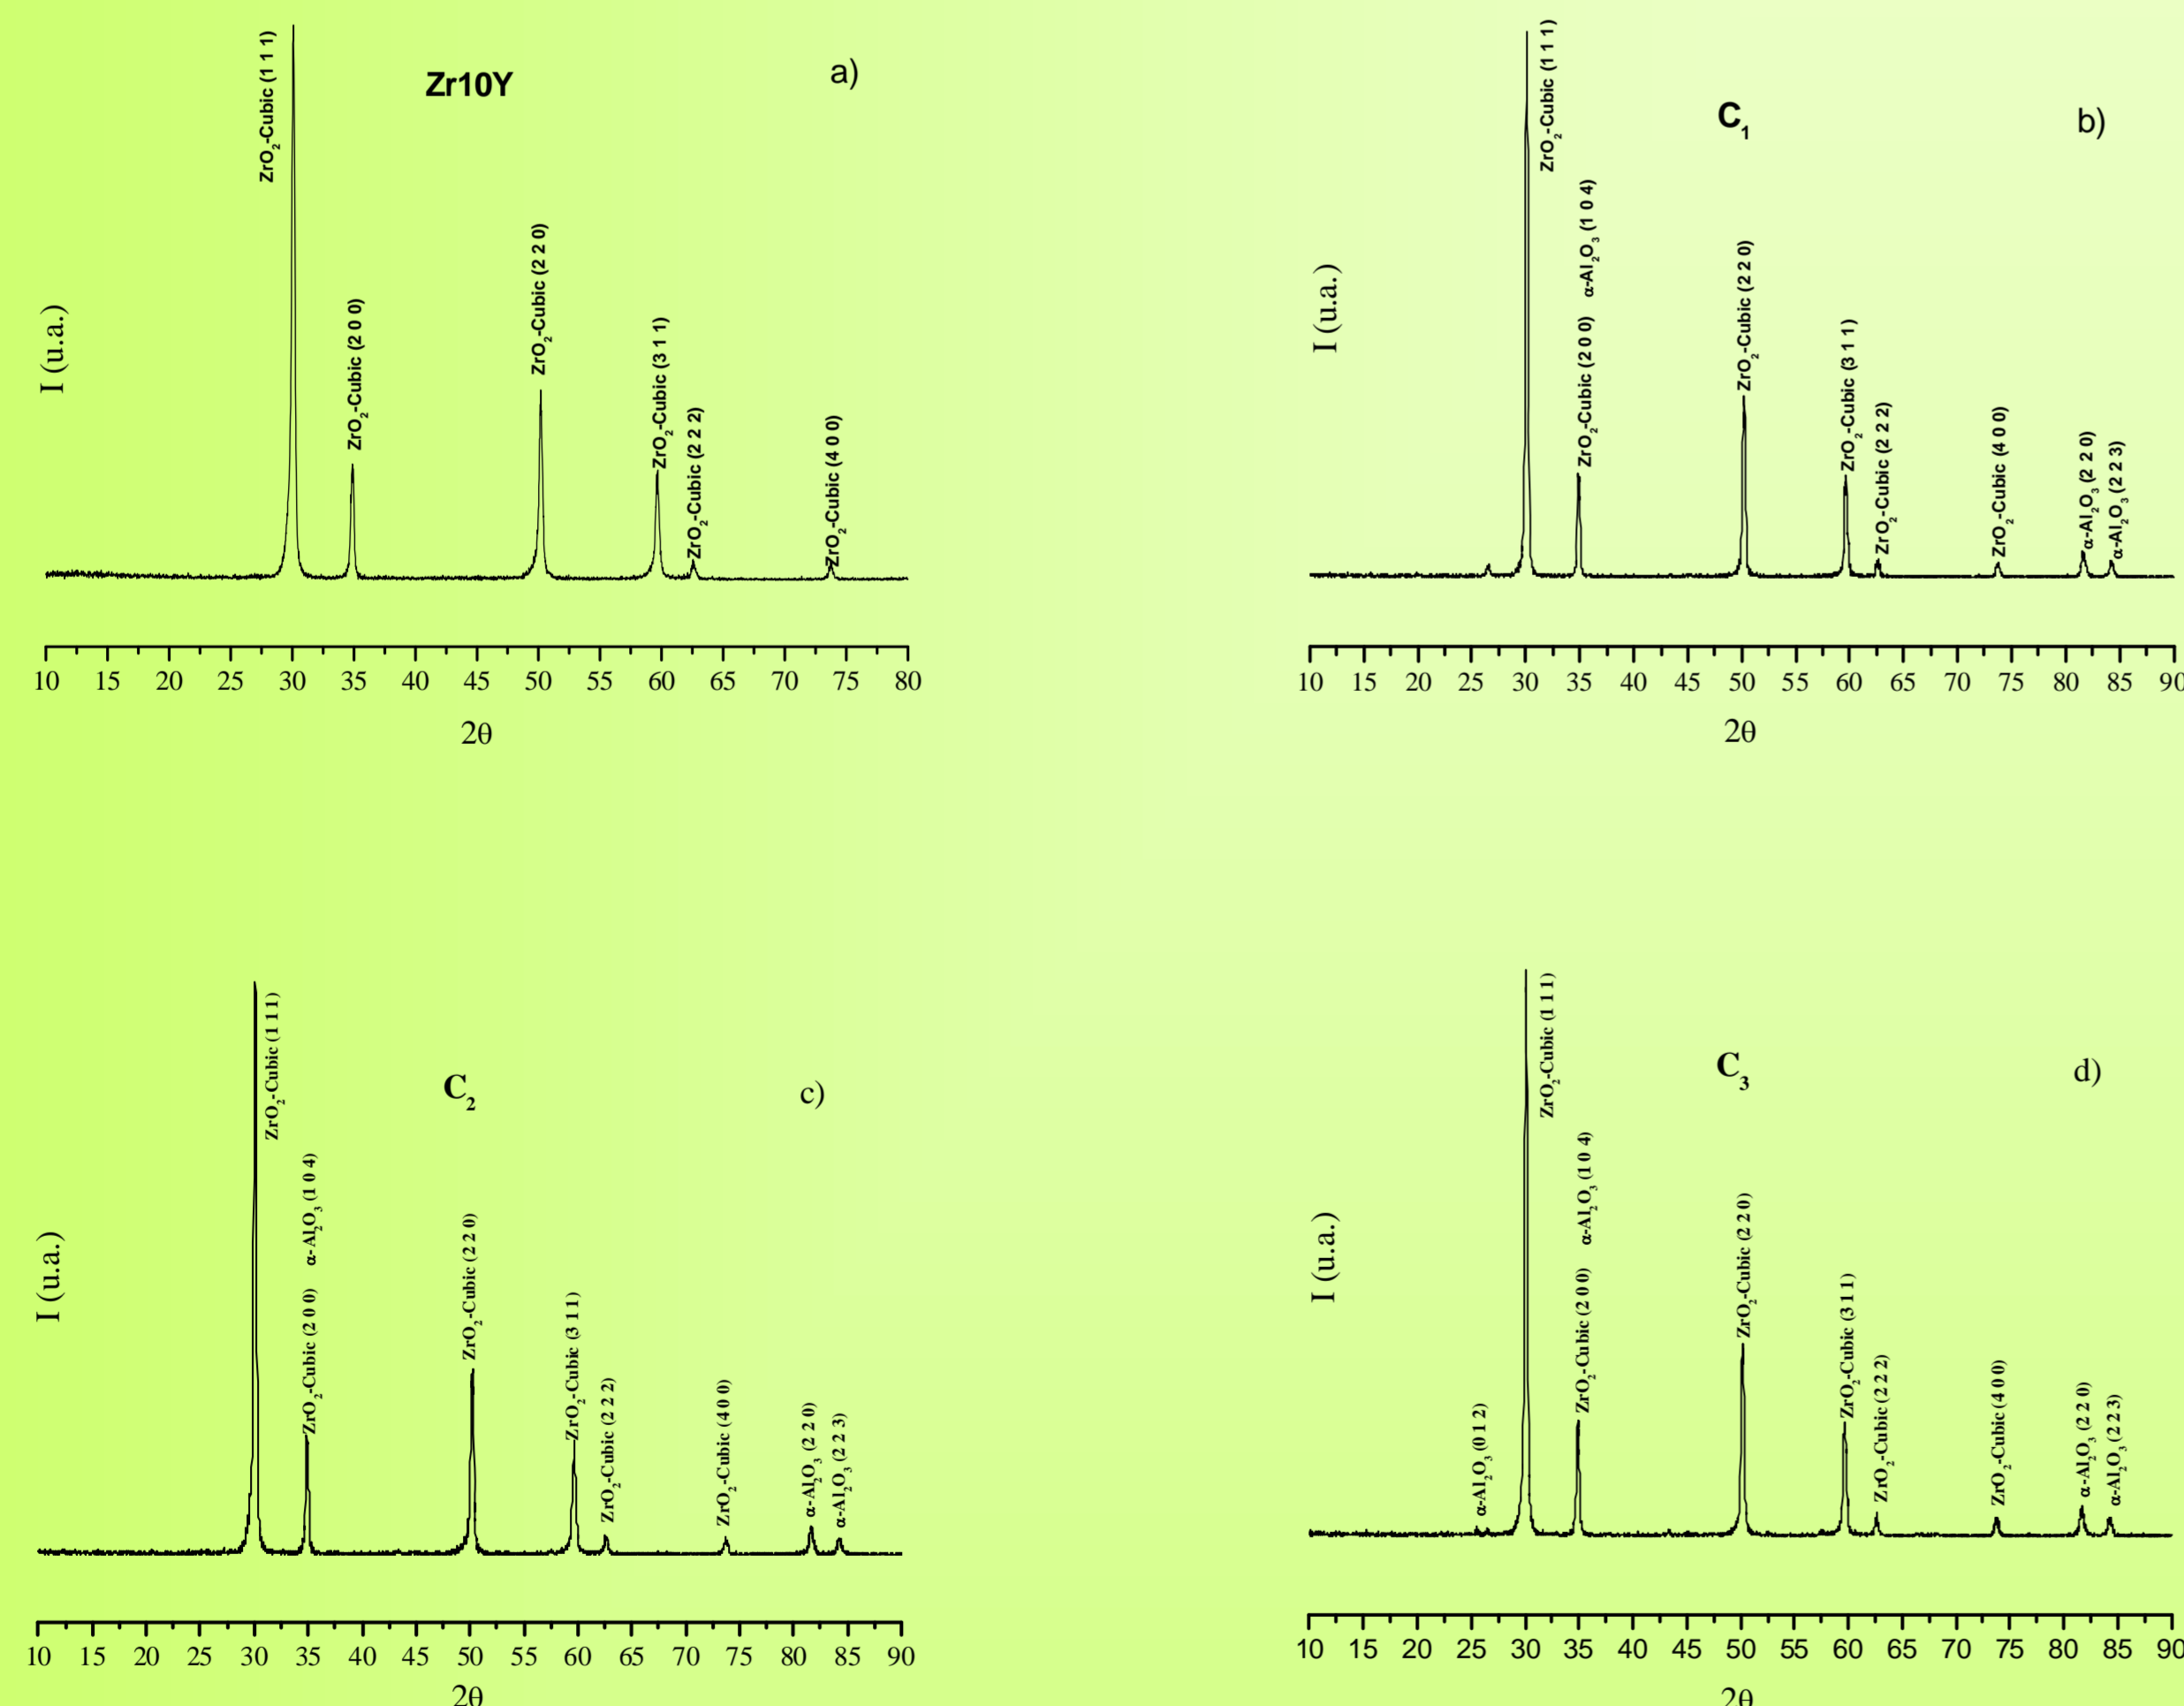 Zr10Y
a)
I (u.a.)
ZrO₂-Cubic (1 1 1)
ZrO₂-Cubic (2 0 0)
ZrO₂-Cubic (2 2 0)
ZrO₂-Cubic (3 1 1)
ZrO₂-Cubic (2 2 2)
ZrO₂-Cubic (4 0 0)
10 15 20 25 30 35 40 45 50 55 60 65 70 75 80
2θ
C₁
b)
I (u.a.)
ZrO₂-Cubic (1 1 1)
ZrO₂-Cubic (2 0 0) α-Al₂O₃ (1 0 4)
ZrO₂-Cubic (2 2 0)
ZrO₂-Cubic (3 1 1)
ZrO₂-Cubic (2 2 2)
ZrO₂-Cubic (4 0 0)
α-Al₂O₃ (2 2 0)
α-Al₂O₃ (2 2 3)
10 15 20 25 30 35 40 45 50 55 60 65 70 75 80 85 90
2θ
C₂
c)
I (u.a.)
ZrO₂-Cubic (1 1 1)
ZrO₂-Cubic (2 0 0) α-Al₂O₃ (1 0 4)
ZrO₂-Cubic (2 2 0)
ZrO₂-Cubic (3 1 1)
ZrO₂-Cubic (2 2 2)
ZrO₂-Cubic (4 0 0)
α-Al₂O₃ (2 2 0)
α-Al₂O₃ (2 2 3)
10 15 20 25 30 35 40 45 50 55 60 65 70 75 80 85 90
2θ
C₃
d)
I (u.a.)
α-Al₂O₃ (0 1 2)
ZrO₂-Cubic (1 1 1)
ZrO₂-Cubic (2 0 0) α-Al₂O₃ (1 0 4)
ZrO₂-Cubic (2 2 0)
ZrO₂-Cubic (3 1 1)
ZrO₂-Cubic (2 2 2)
ZrO₂-Cubic (4 0 0)
α-Al₂O₃ (2 2 0)
α-Al₂O₃ (2 2 3)
10 15 20 25 30 35 40 45 50 55 60 65 70 75 80 85 90
2θ